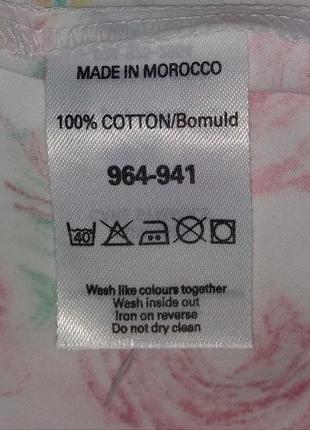 MADE IN MOROCCO
100% COTTON/Bomuld
964-941
40
Wash like colours together
Wash inside out
Iron on reverse
Do not dry clean